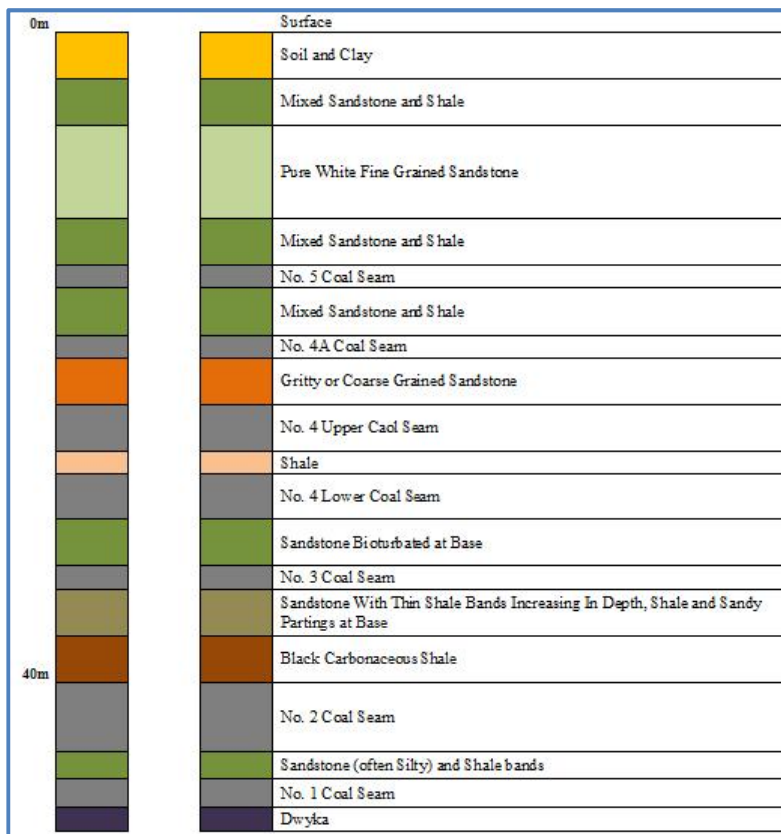 0m
Surface
Soil and Clay
Mixed Sandstone and Shale
Pure White Fine Grained Sandstone
Mixed Sandstone and Shale
No. 5 Coal Seam
Mixed Sandstone and Shale
No. 4A Coal Seam
Gritty or Coarse Grained Sandstone
No. 4 Upper Caol Seam
Shale
No. 4 Lower Coal Seam
Sandstone Bioturbated at Base
No. 3 Coal Seam
Sandstone With Thin Shale Bands Increasing In Depth, Shale and Sandy
Partings at Base
Black Carbonaceous Shale
40m
No. 2 Coal Seam
Sandstone (often Silty) and Shale bands
No. 1 Coal Seam
Dwyka